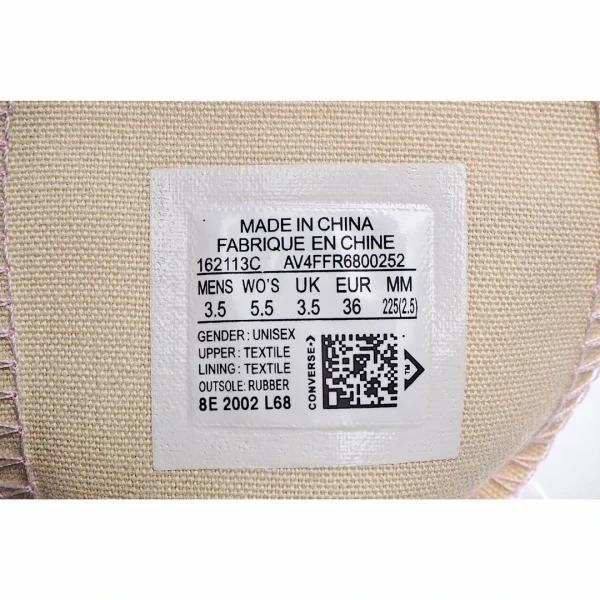 MADE IN CHINA
FABRIQUE EN CHINE
162113C AV4FFR6800252
MENS WO'S UK EUR MM
3.5 5.5 3.5 36 225(2.5)
GENDER: UNISEX
UPPER: TEXTILE
LINING: TEXTILE
OUTSOLE: RUBBER
8E 2002 L68
CONVERSE->